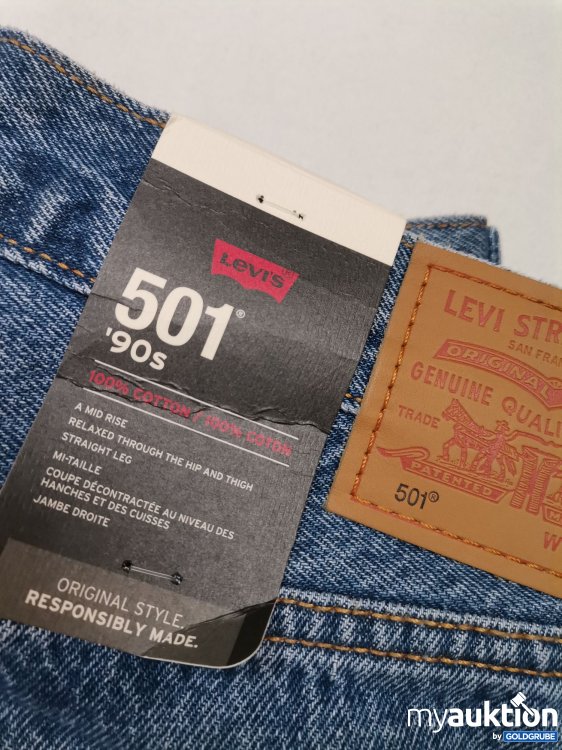 Levi's®
501®
'90s
100% COTTON / 100% COTON
A MID RISE
RELAXED THROUGH THE HIP AND THIGH
STRAIGHT LEG
MI-TAILLE
COUPE DÉCONTRACTÉE AU NIVEAU DES
HANCHES ET DES CUISSES
JAMBE DROITE
ORIGINAL STYLE.
RESPONSIBLY MADE.
LEVI STR
SAN FRAN
ORIGINAL
GENUINE QUALI
TRADE
PATENTED
501®
W
myauktion
by GOLDGRUBE